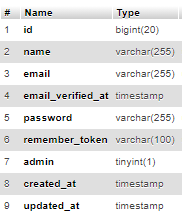 # Name Type
1 id bigint(20)
2 name varchar(255)
3 email varchar(255)
4 email_verified_at timestamp
5 password varchar(255)
6 remember_token varchar(100)
7 admin tinyint(1)
8 created_at timestamp
9 updated_at timestamp